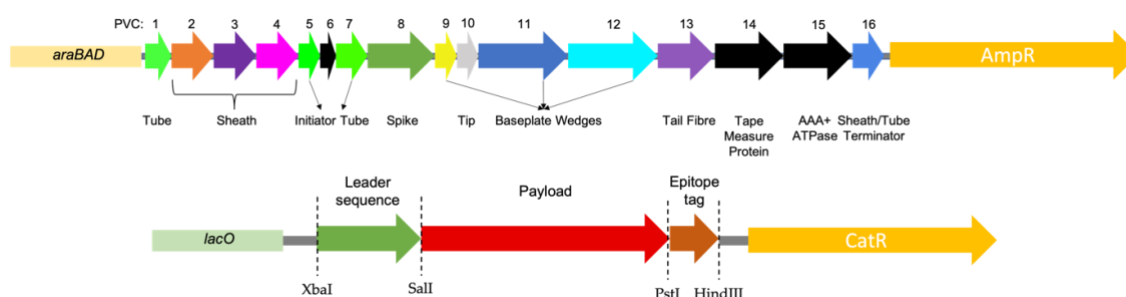 PVC: 1 2 3 4 5 6 7 8 9 10 11 12 13 14 15 16
araBAD AmpR
Tube Sheath Initiator Tube Spike Tip Baseplate Wedges Tail Fibre Tape AAA+ Sheath/Tube
Measure ATPase Terminator
Protein
Leader Payload Epitope
sequence tag
lacO CatR
XbaI SalI PstI HindIII